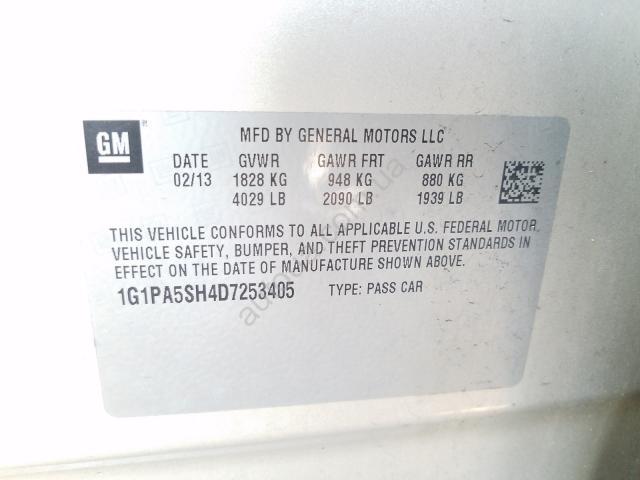 GM
MFD BY GENERAL MOTORS LLC
DATE GVWR GAWR FRT GAWR RR
02/13 1828 KG 948 KG 880 KG
4029 LB 2090 LB 1939 LB
THIS VEHICLE CONFORMS TO ALL APPLICABLE U.S. FEDERAL MOTOR
VEHICLE SAFETY, BUMPER, AND THEFT PREVENTION STANDARDS IN
EFFECT ON THE DATE OF MANUFACTURE SHOWN ABOVE.
1G1PA5SH4D7253405 TYPE: PASS CAR